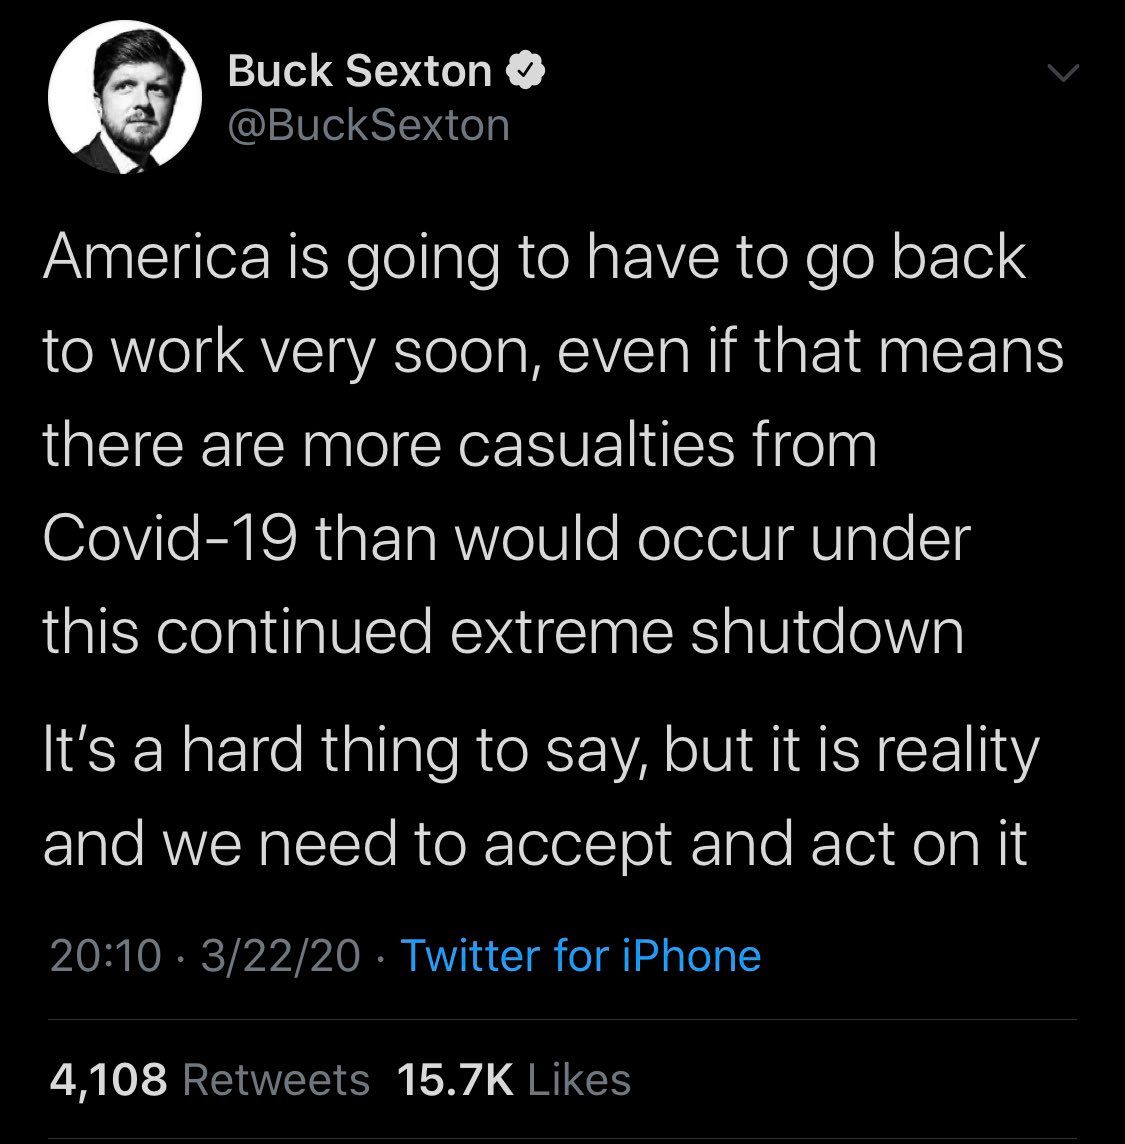 Buck Sexton
@BuckSexton
America is going to have to go back
to work very soon, even if that means
there are more casualties from
Covid-19 than would occur under
this continued extreme shutdown
It’s a hard thing to say, but it is reality
and we need to accept and act on it
20:10 · 3/22/20 · Twitter for iPhone
4,108 Retweets 15.7K Likes